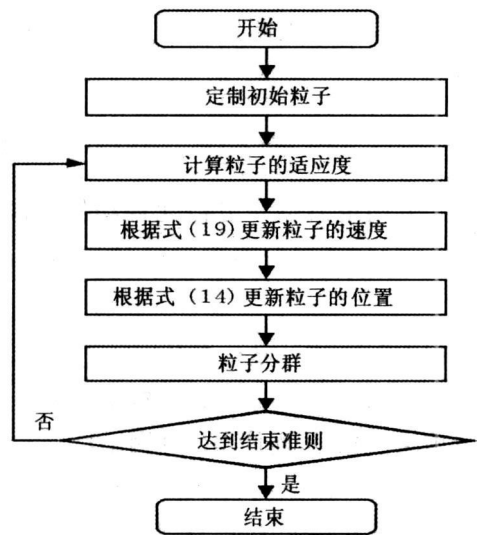 开始
定制初始粒子
计算粒子的适应度
根据式(19)更新粒子的速度
根据式 (14)更新粒子的位置
粒子分群
否
达到结束准则
是
结束